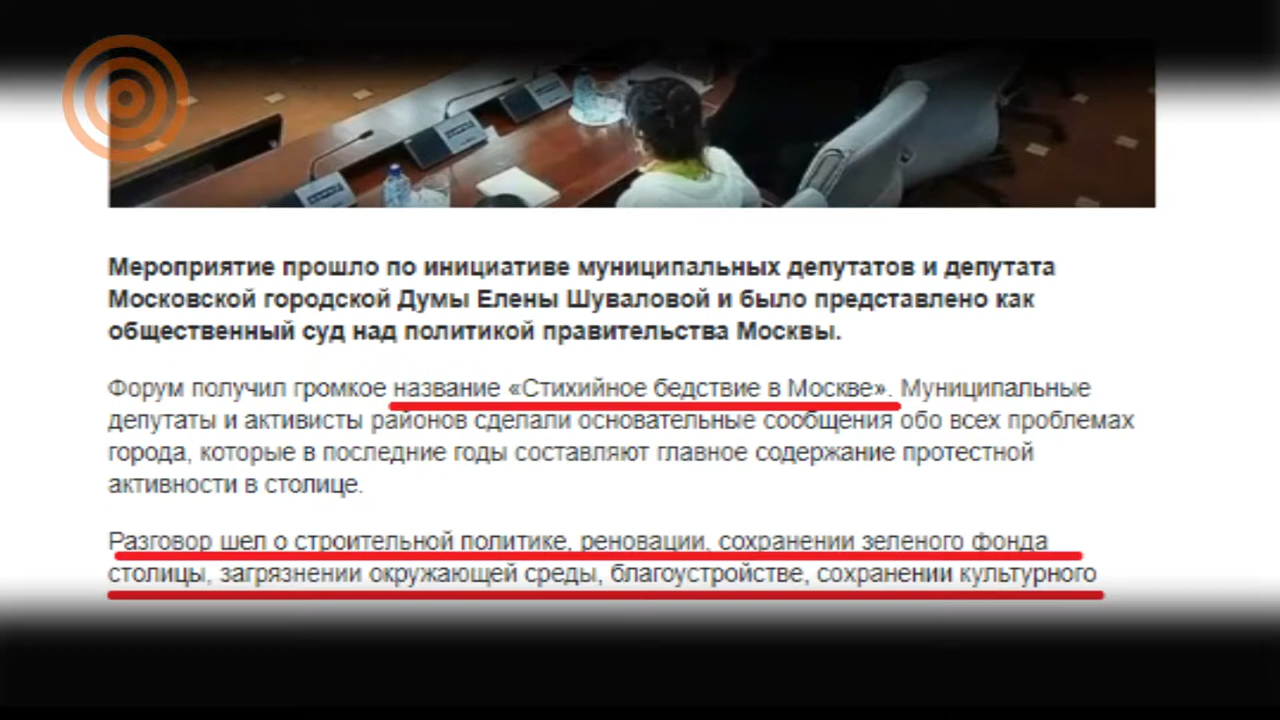 Мероприятие прошло по инициативе муниципальных депутатов и депутата
Московской городской Думы Елены Шуваловой и было представлено как
общественный суд над политикой правительства Москвы.
Форум получил громкое название «Стихийное бедствие в Москве». Муниципальные
депутаты и активисты районов сделали основательные сообщения обо всех проблемах
города, которые в последние годы составляют главное содержание протестной
активности в столице.
Разговор шел о строительной политике, реновации, сохранении зеленого фонда
столицы, загрязнении окружающей среды, благоустройстве, сохранении культурного